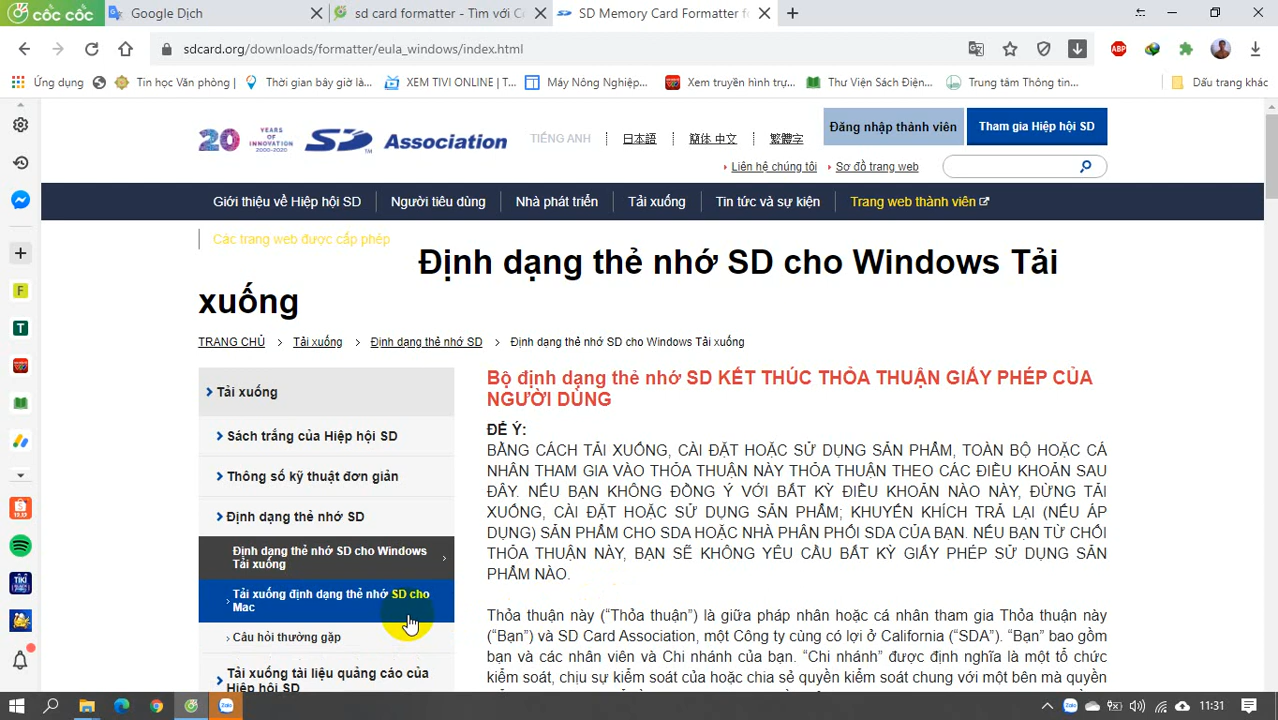 CỐC CỐC
Google Dịch
sd card formatter - Tìm với Cố
SD Memory Card Formatter fo
sdcard.org/downloads/formatter/eula_windows/index.html
ABP
Ứng dụng
Tin học Văn phòng |
Thời gian bây giờ là...
XEM TIVI ONLINE | T...
Máy Nông Nghiệp...
Xem truyền hình trự...
Thư Viện Sách Điện...
Trung tâm Thông tin...
Dấu trang khác
20
YEARS OF
INNOVATION
2000-2020
SD Association
TIẾNG ANH
日本語
簡体 中文
繁體字
Đăng nhập thành viên
Tham gia Hiệp hội SD
Liên hệ chúng tôi
Sơ đồ trang web
Giới thiệu về Hiệp hội SD
Người tiêu dùng
Nhà phát triển
Tải xuống
Tin tức và sự kiện
Trang web thành viên
Các trang web được cấp phép
Định dạng thẻ nhớ SD cho Windows Tải
xuống
TRANG CHỦ > Tải xuống > Định dạng thẻ nhớ SD > Định dạng thẻ nhớ SD cho Windows Tải xuống
Tải xuống
Sách trắng của Hiệp hội SD
Thông số kỹ thuật đơn giản
Định dạng thẻ nhớ SD
Định dạng thẻ nhớ SD cho Windows
Tải xuống
Tải xuống định dạng thẻ nhớ SD cho
Mac
Câu hỏi thường gặp
Tải xuống tài liệu quảng cáo của
Hiệp hội SD
Bộ định dạng thẻ nhớ SD KẾT THÚC THỎA THUẬN GIẤY PHÉP CỦA
NGƯỜI DÙNG
ĐỂ Ý:
BẰNG CÁCH TẢI XUỐNG, CÀI ĐẶT HOẶC SỬ DỤNG SẢN PHẨM, TOÀN BỘ HOẶC CÁ
NHÂN THAM GIA VÀO THỎA THUẬN NÀY THỎA THUẬN THEO CÁC ĐIỀU KHOẢN SAU
ĐÂY. NẾU BẠN KHÔNG ĐỒNG Ý VỚI BẤT KỲ ĐIỀU KHOẢN NÀO NÀY, ĐỪNG TẢI
XUỐNG, CÀI ĐẶT HOẶC SỬ DỤNG SẢN PHẨM; KHUYẾN KHÍCH TRẢ LẠI (NẾU ÁP
DỤNG) SẢN PHẨM CHO SDA HOẶC NHÀ PHÂN PHỐI SDA CỦA BẠN. NẾU BẠN TỪ CHỐI
THỎA THUẬN NÀY, BẠN SẼ KHÔNG YÊU CẦU BẤT KỲ GIẤY PHÉP SỬ DỤNG SẢN
PHẨM NÀO.
Thỏa thuận này (“Thỏa thuận”) là giữa pháp nhân hoặc cá nhân tham gia Thỏa thuận này
(“Bạn”) và SD Card Association, một Công ty cùng có lợi ở California (“SDA”). “Bạn” bao gồm
bạn và các nhân viên và Chi nhánh của bạn. “Chi nhánh” được định nghĩa là một tổ chức
kiểm soát, chịu sự kiểm soát của hoặc chia sẻ quyền kiểm soát chung với một bên mà quyền
F
T
TIKI
Zalo
Zalo
11:31